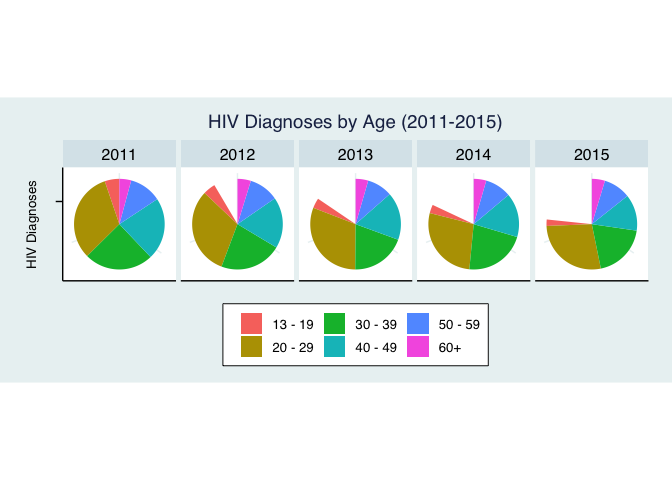 HIV Diagnoses by Age (2011-2015)
2011 2012 2013 2014 2015
HIV Diagnoses
13 - 19 30 - 39 50 - 59
20 - 29 40 - 49 60+